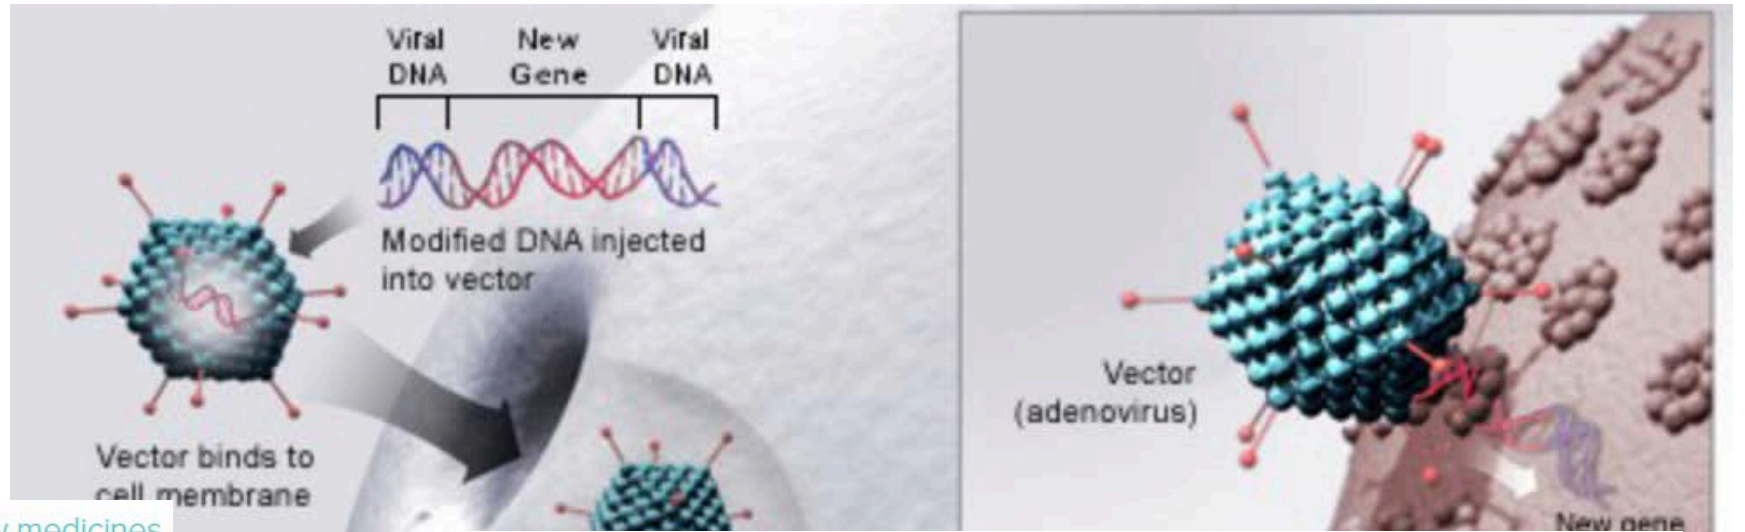 Viral
DNA
New
Gene
Viral
DNA
Modified DNA injected
into vector
Vector binds to
cell membrane
Vector
(adenovirus)
New gene
medicines